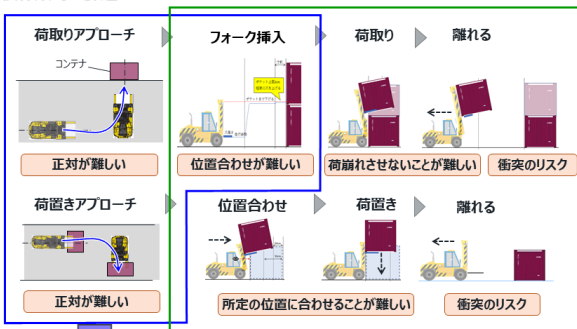 荷取りアプローチ
フォーク挿入
荷取り
離れる
コンテナ
正対が難しい
位置合わせが難しい
荷崩れさせないことが難しい
衝突のリスク
荷置きアプローチ
位置合わせ
荷置き
離れる
正対が難しい
所定の位置に合わせることが難しい
衝突のリスク